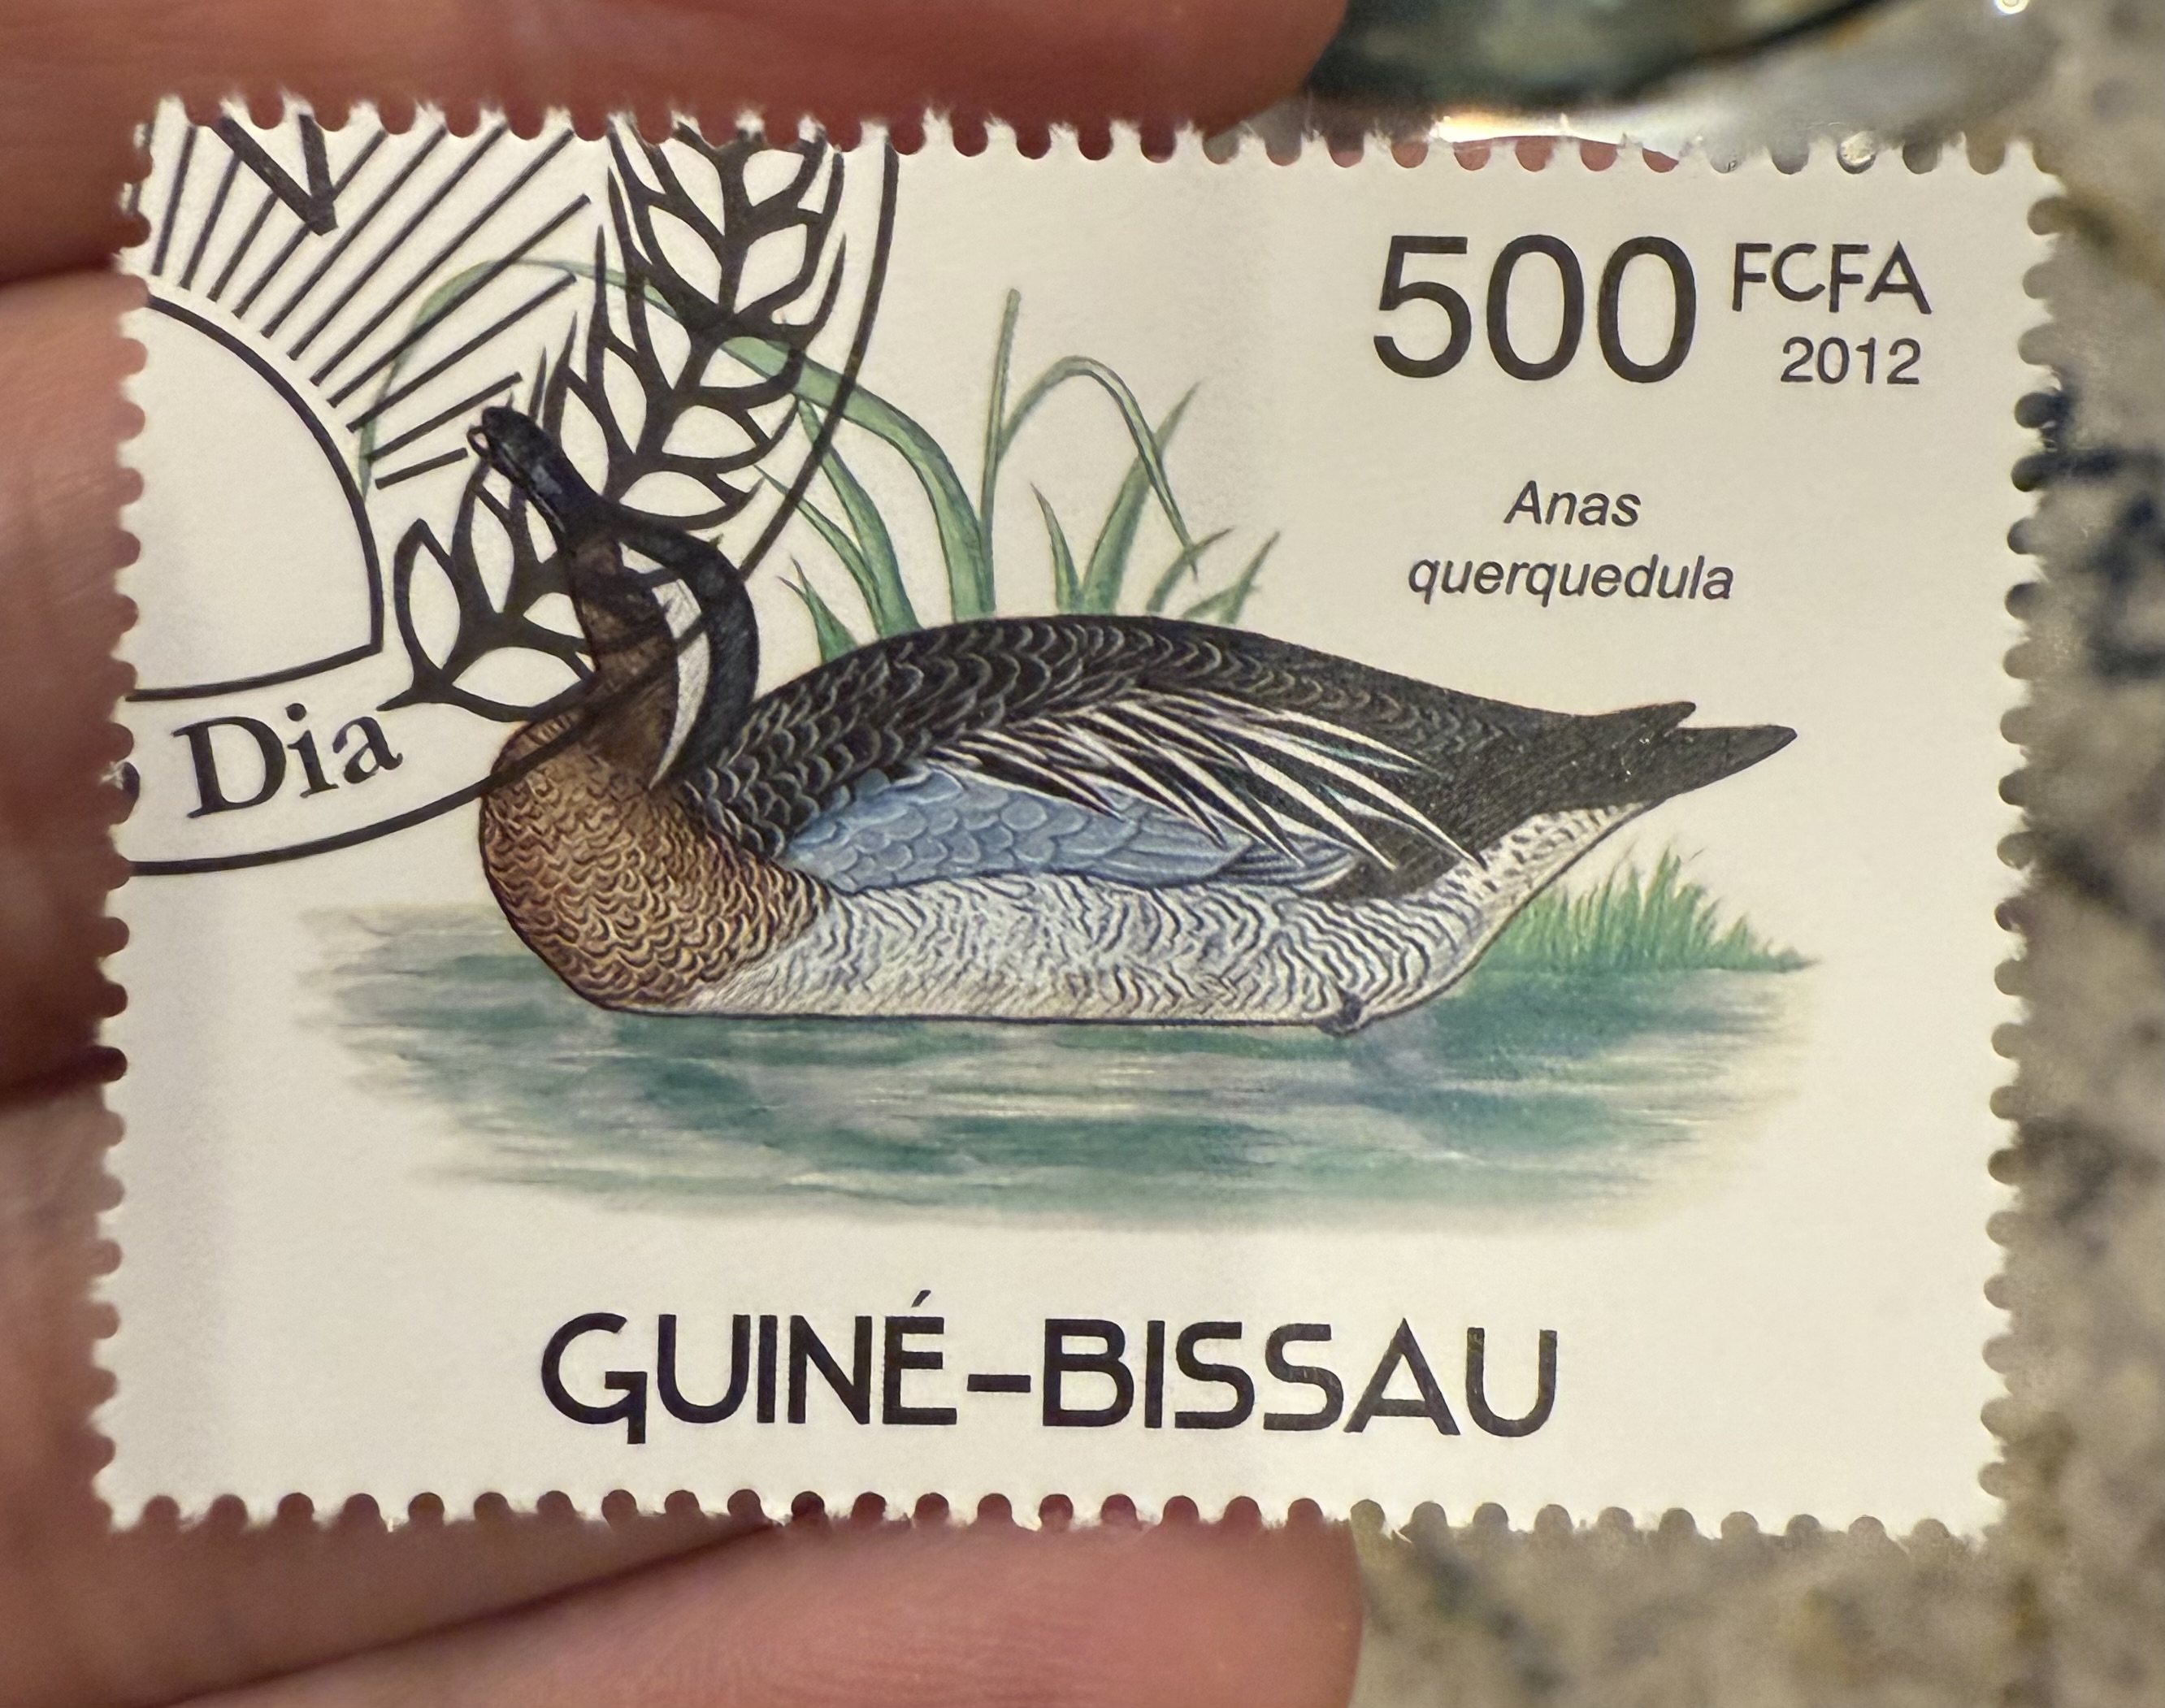 V
500 FCFA
2012
Anas
querquedula
Dia
GUINÉ-BISSAU